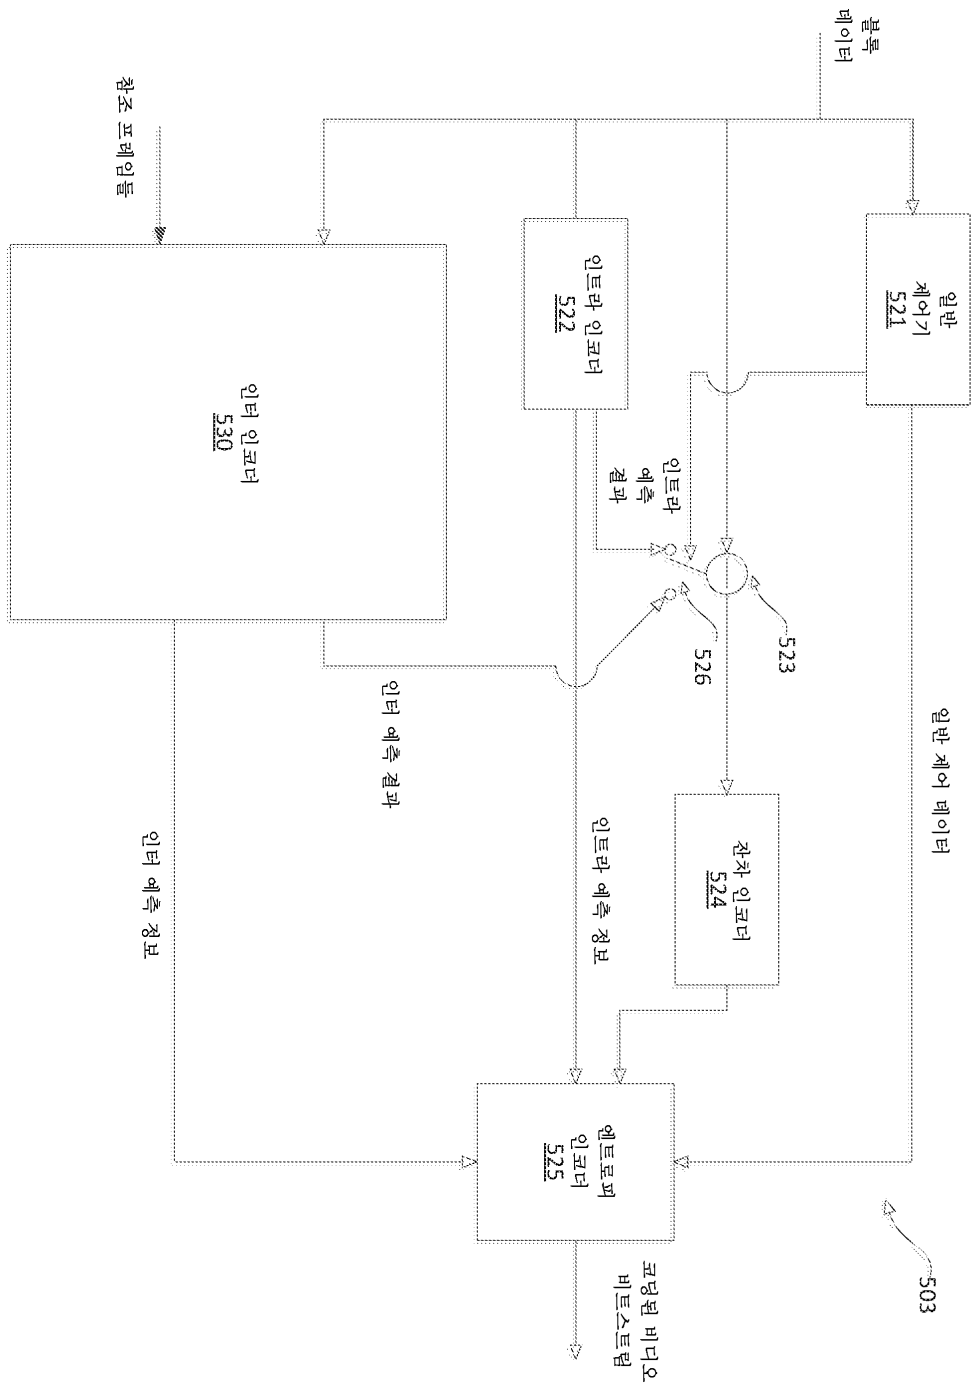 블록
데이터
일반
제어기
521
인트라 인코더
522
참조 프레임들
인터 인코더
530
인트라
예측
결과
523
526
인터 예측 결과
일반 제어 데이터
잔차 인코더
524
인트라 예측 정보
인터 예측 정보
엔트로피
인코더
525
코딩된 비디오
비트스트림
503